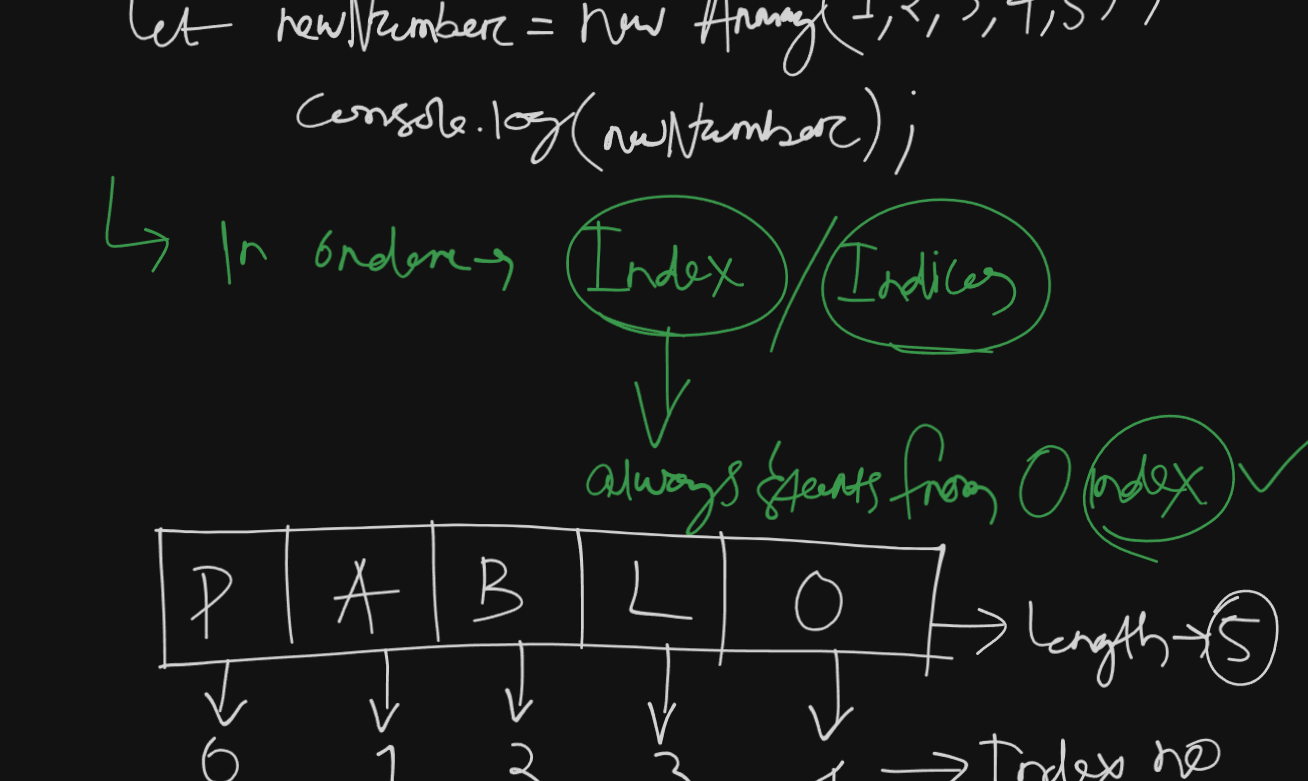 let newNumber = new Array(1,2,3,4,5);
console.log(newNumber);
In order → Index / Indices
always starts from 0 index ✓
P A B L O → length → 5
0 1 2 3 4 → Index no